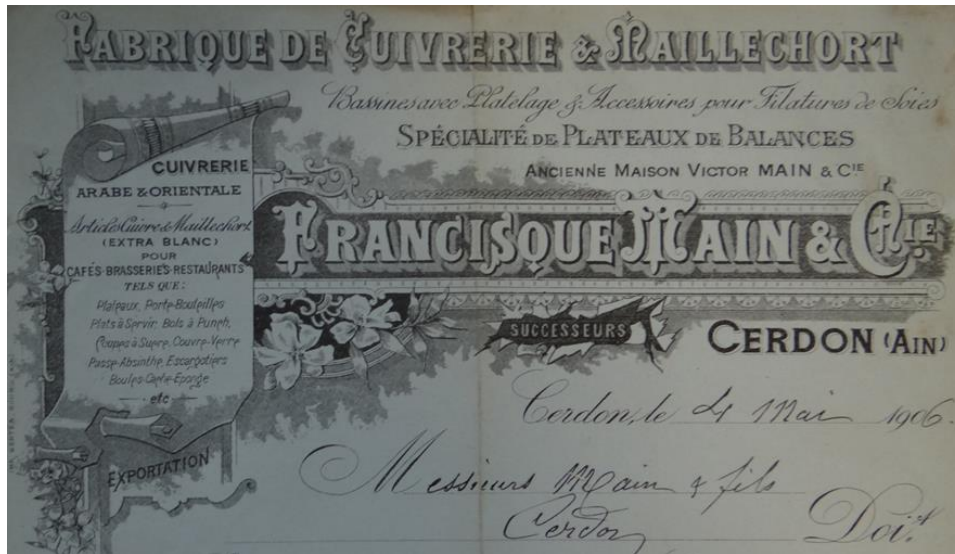 FABRIQUE DE CUIVRERIE & MAILLECHORT
Bassines avec Platelage & Accessoires pour Filatures de Soies
SPÉCIALITÉ DE PLATEAUX DE BALANCES
ANCIENNE MAISON VICTOR MAIN & CIE
FRANCISQUE MAIN & CIE
SUCCESSEURS
CERDON (AIN)
CUIVRERIE
ARABE & ORIENTALE
Articles Cuivre & Maillechort
(EXTRA BLANC)
POUR
CAFÉS-BRASSERIES-RESTAURANTS
TELS QUE:
Plateaux, Porte-Bouteilles
Plats à Servir, Bols à Punch,
Coupes à Sucre, Couvre-Verre
Passe-Absinthe, Escargotiers
Boules Cache-Eponge
etc
EXPORTATION
Cerdon, le 4 Mai 1906.
Messieurs Main & fils
Cerdon
Doit.